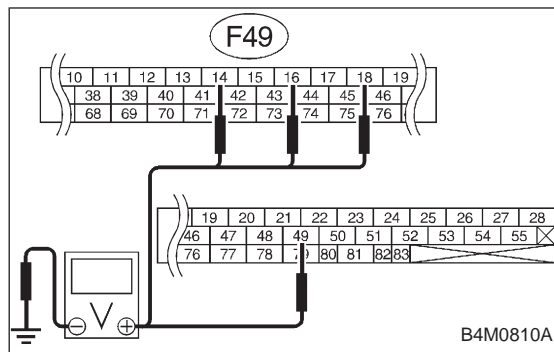 F49
10 11 12 13 14 15 16 17 18 19
38 39 40 41 42 43 44 45 46
68 69 70 71 72 73 74 75 76
19 20 21 22 23 24 25 26 27 28
46 47 48 49 50 51 52 53 54 55
76 77 78 79 80 81 82 83
V
− +
B4M0810A